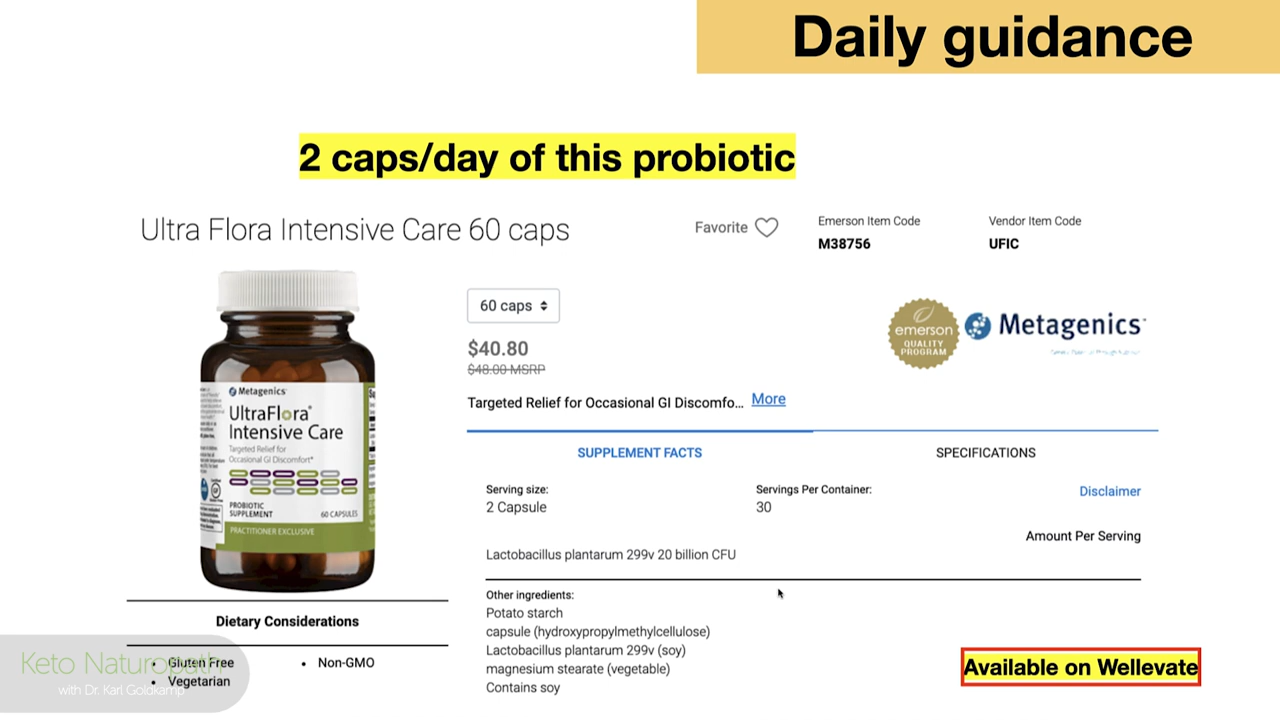 Daily guidance
2 caps/day of this probiotic
Ultra Flora Intensive Care 60 caps
Favorite
Emerson Item Code
M38756
Vendor Item Code
UFIC
60 caps
$40.80
$48.00 MSRP
emerson
QUALITY
PROGRAM
Metagenics
Targeted Relief for Occasional GI Discomfo... More
Metagenics
UltraFlora®
Intensive Care
Targeted Relief for
Occasional GI Discomfort*
PROBIOTIC
SUPPLEMENT
60 CAPSULES
PRACTITIONER EXCLUSIVE
SUPPLEMENT FACTS
SPECIFICATIONS
Serving size:
2 Capsule
Servings Per Container:
30
Disclaimer
Amount Per Serving
Lactobacillus plantarum 299v 20 billion CFU
Other ingredients:
Potato starch
capsule (hydroxypropylmethylcellulose)
Lactobacillus plantarum 299v (soy)
magnesium stearate (vegetable)
Contains soy
Dietary Considerations
• Gluten Free
• Vegetarian
• Non-GMO
Keto Naturopath
with Dr. Karl Goldkamp
Available on Wellevate